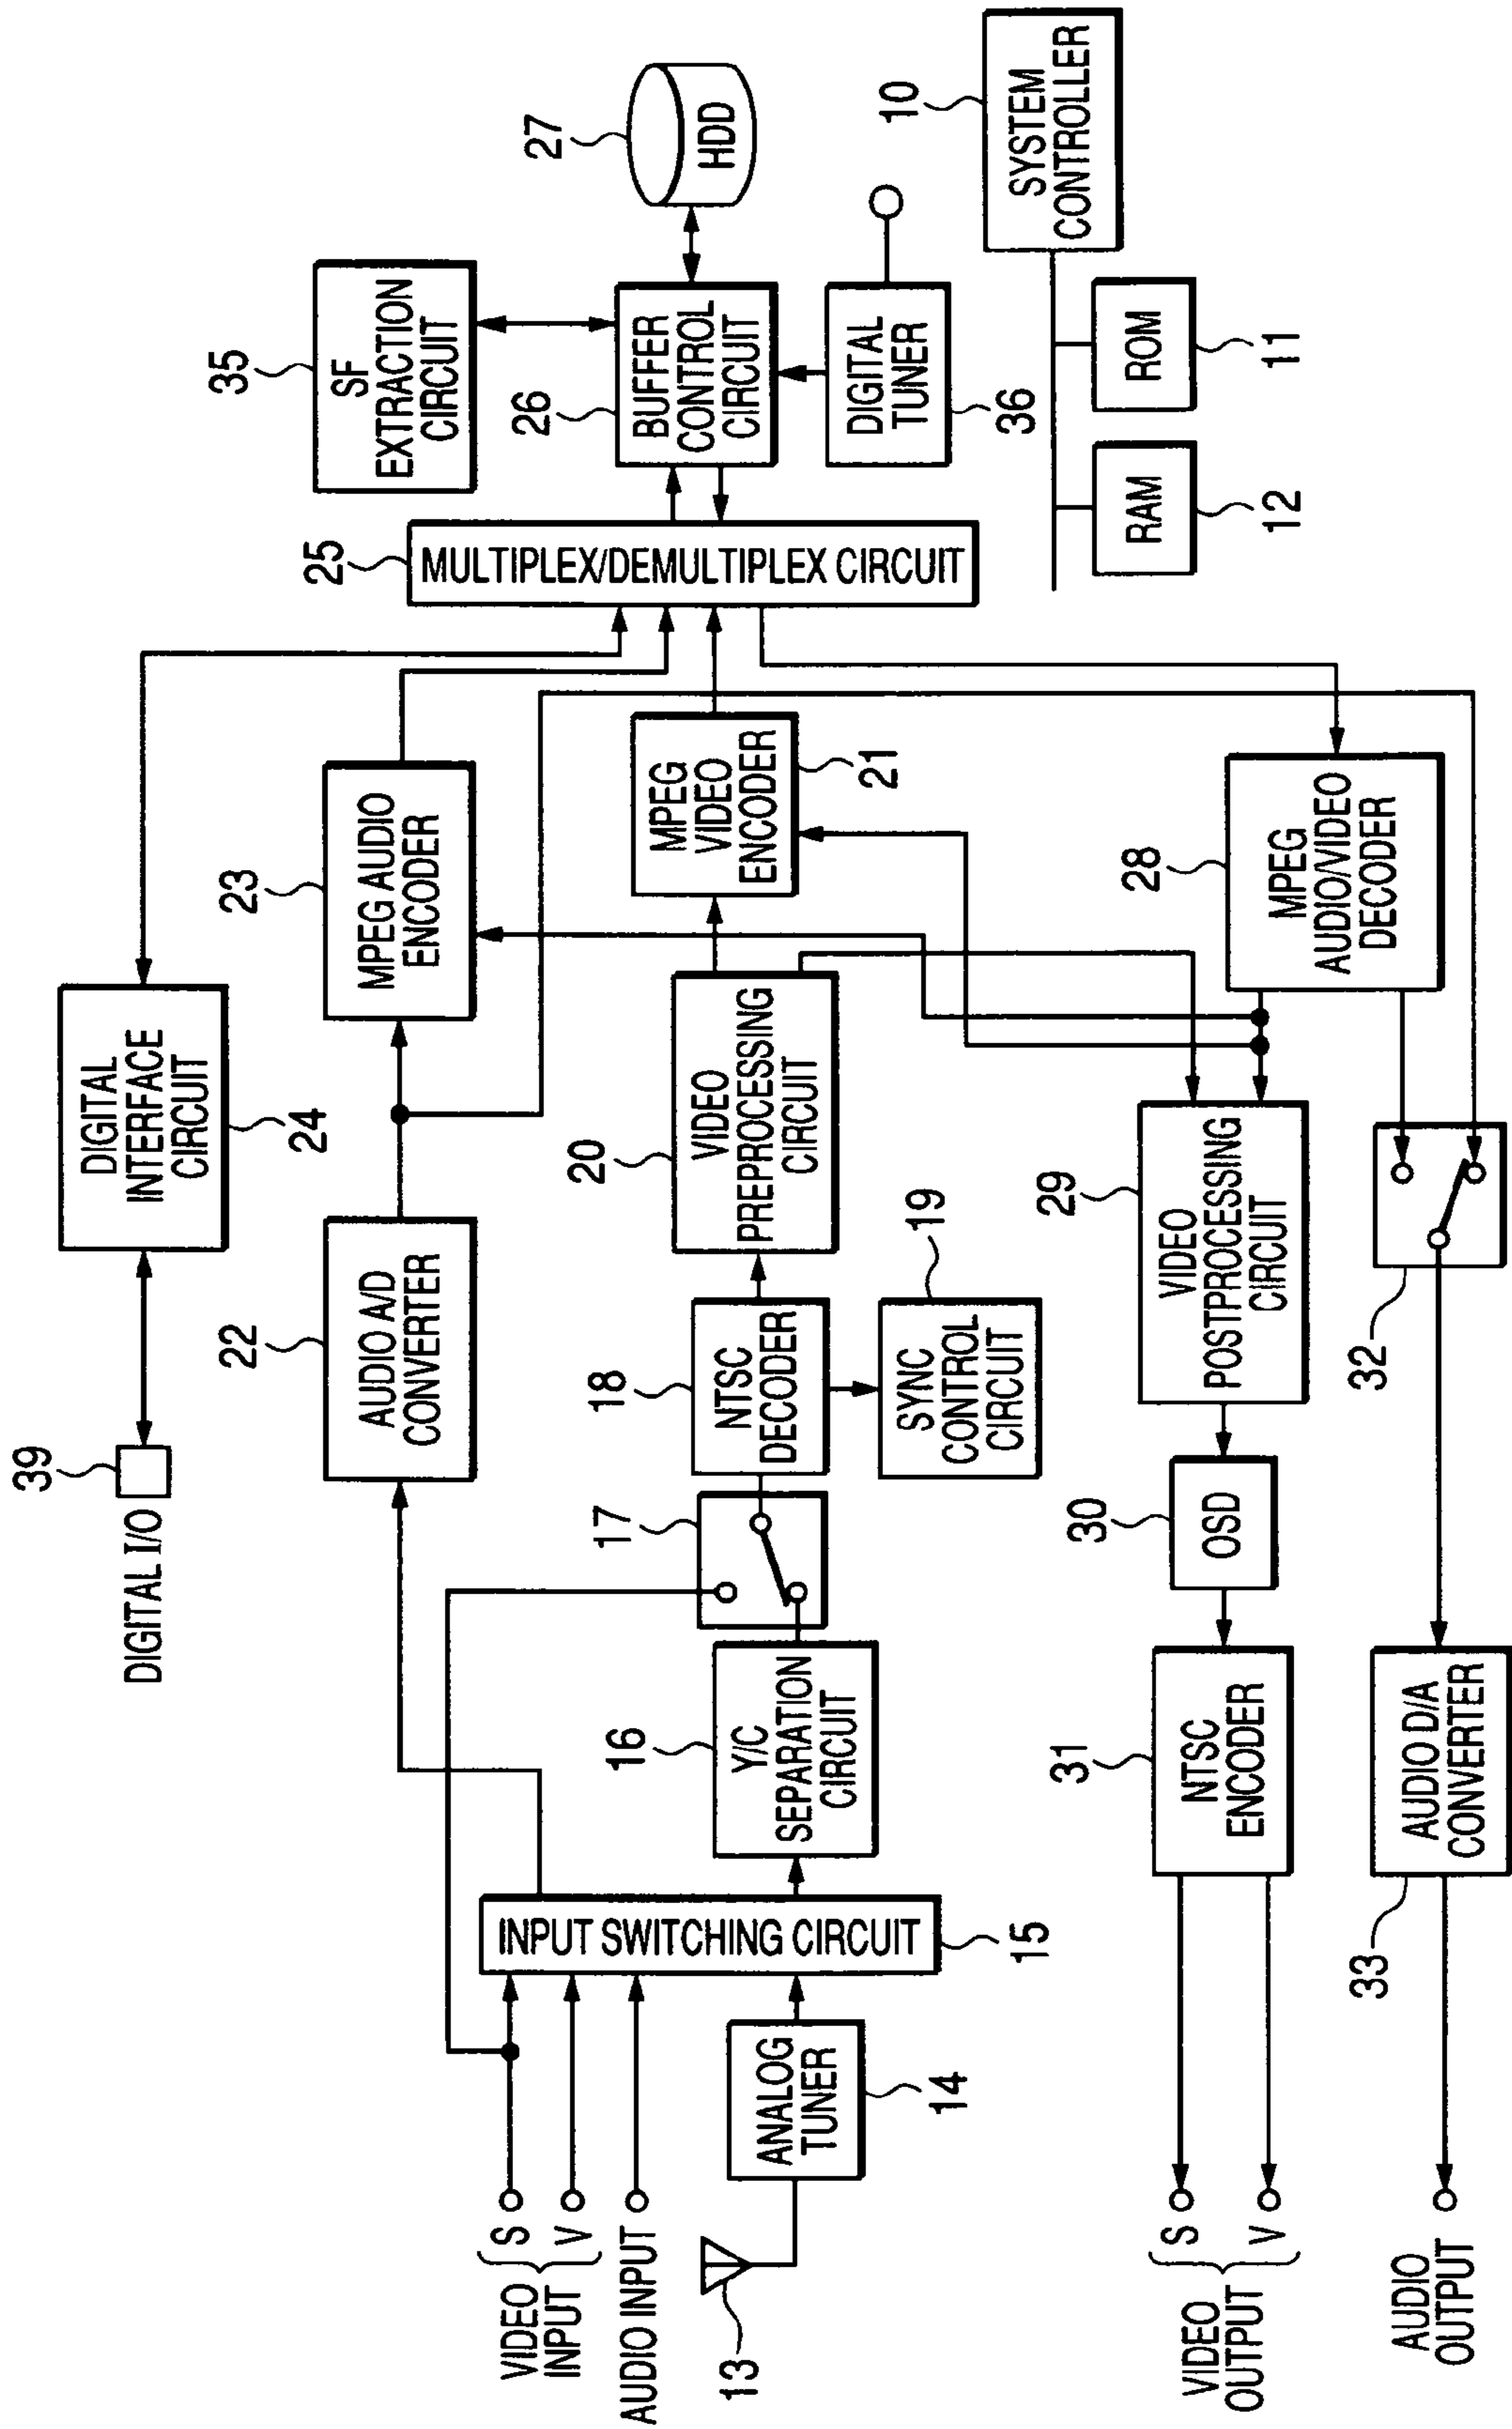 39
DIGITAL I/O
DIGITAL
INTERFACE
CIRCUIT
24
35
SF
EXTRACTION
CIRCUIT
27
HDD
22
AUDIO A/D
CONVERTER
23
MPEG AUDIO
ENCODER
25
MULTIPLEX/DEMULTIPLEX CIRCUIT
26
BUFFER
CONTROL
CIRCUIT
VIDEO
INPUT
S
V
AUDIO INPUT
13
ANALOG
TUNER
14
INPUT SWITCHING CIRCUIT
15
16
Y/C
SEPARATION
CIRCUIT
17
18
NTSC
DECODER
19
SYNC
CONTROL
CIRCUIT
20
VIDEO
PREPROCESSING
CIRCUIT
MPEG
VIDEO
ENCODER
21
DIGITAL
TUNER
36
10
SYSTEM
CONTROLLER
ROM
11
RAM
12
28
MPEG
AUDIO/VIDEO
DECODER
29
VIDEO
POSTPROCESSING
CIRCUIT
30
OSD
31
NTSC
ENCODER
32
33
AUDIO D/A
CONVERTER
VIDEO
OUTPUT
S
V
AUDIO
OUTPUT